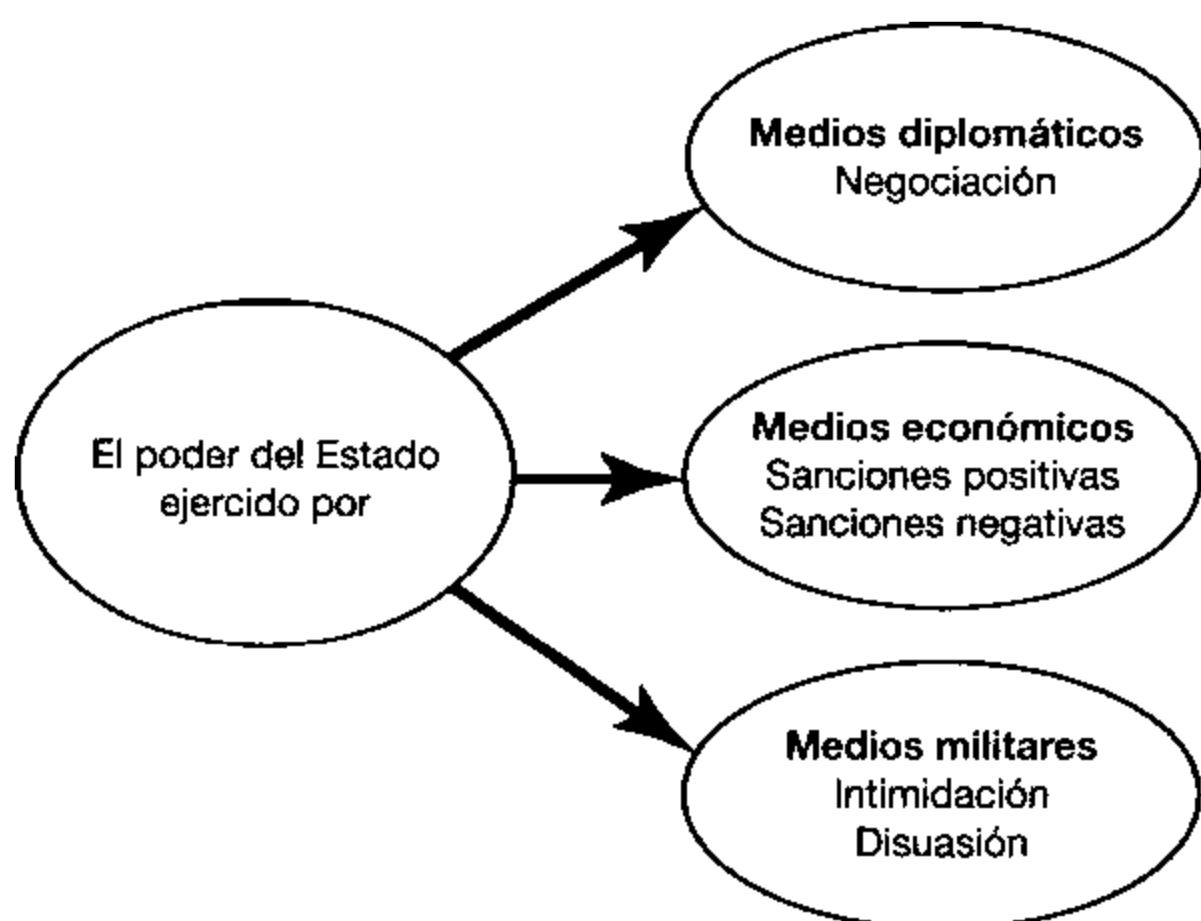 Medios diplomáticos
Negociación
El poder del Estado
ejercido por
Medios económicos
Sanciones positivas
Sanciones negativas
Medios militares
Intimidación
Disuasión